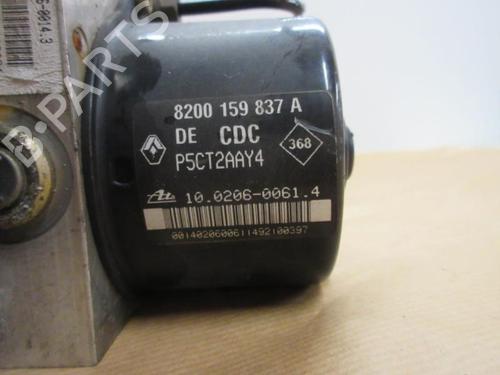 8200 159 837 A
DE CDC
368
P5CT2AAY4
10.0206-0061.4
00140206006114921003​97
B-PARTS